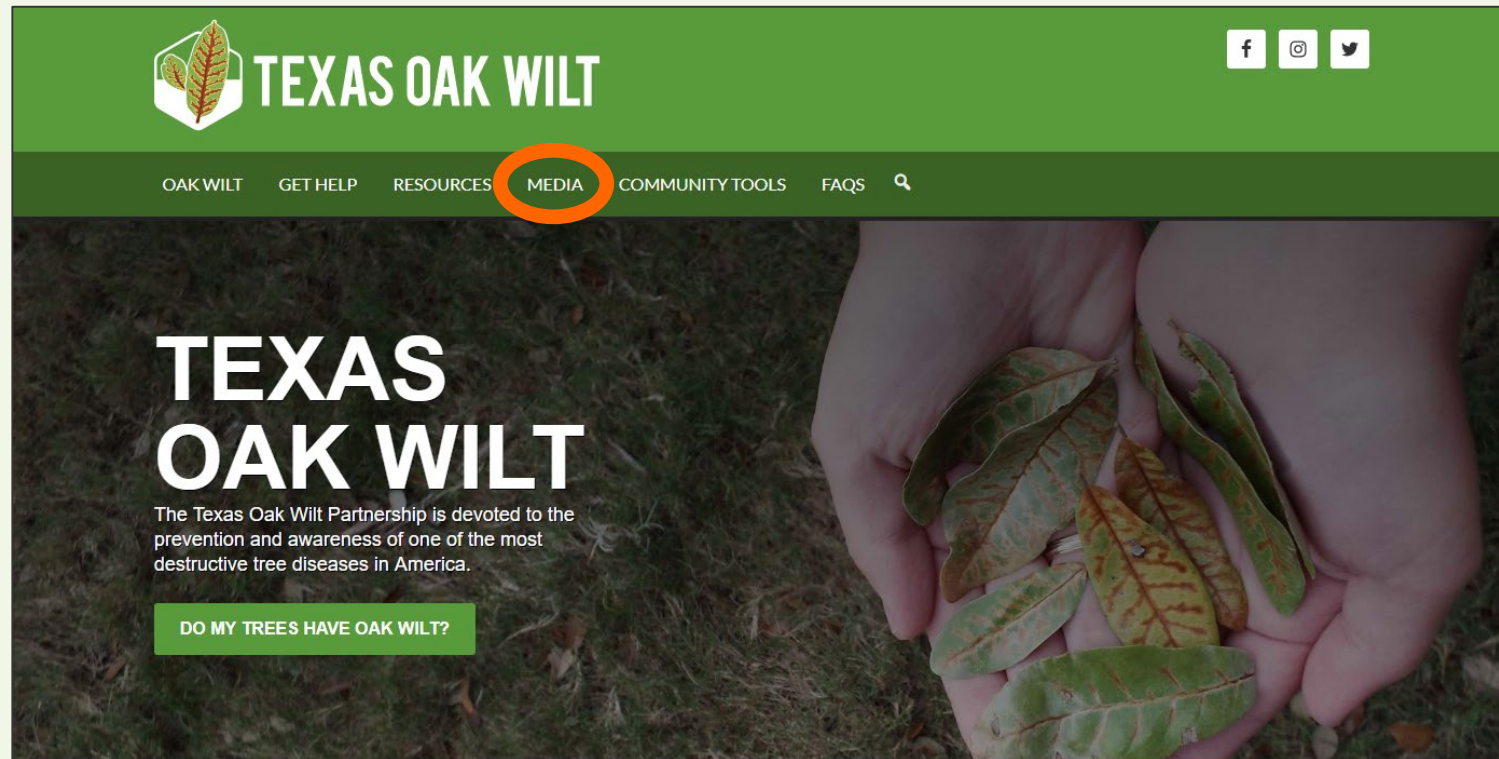 TEXAS OAK WILT
OAK WILT GET HELP RESOURCES MEDIA COMMUNITY TOOLS FAQS
TEXAS
OAK WILT
The Texas Oak Wilt Partnership is devoted to the
prevention and awareness of one of the most
destructive tree diseases in America.
DO MY TREES HAVE OAK WILT?